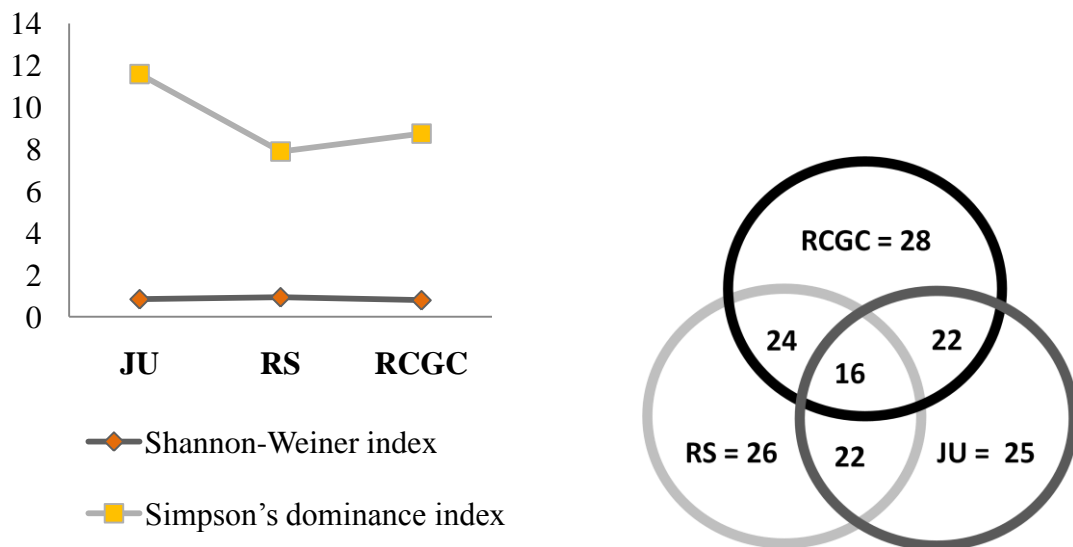 14
12
10
8
6
4
2
0
JU RS RCGC
Shannon-Weiner index
Simpson’s dominance index
RCGC = 28
24 22
16
RS = 26 22 JU = 25